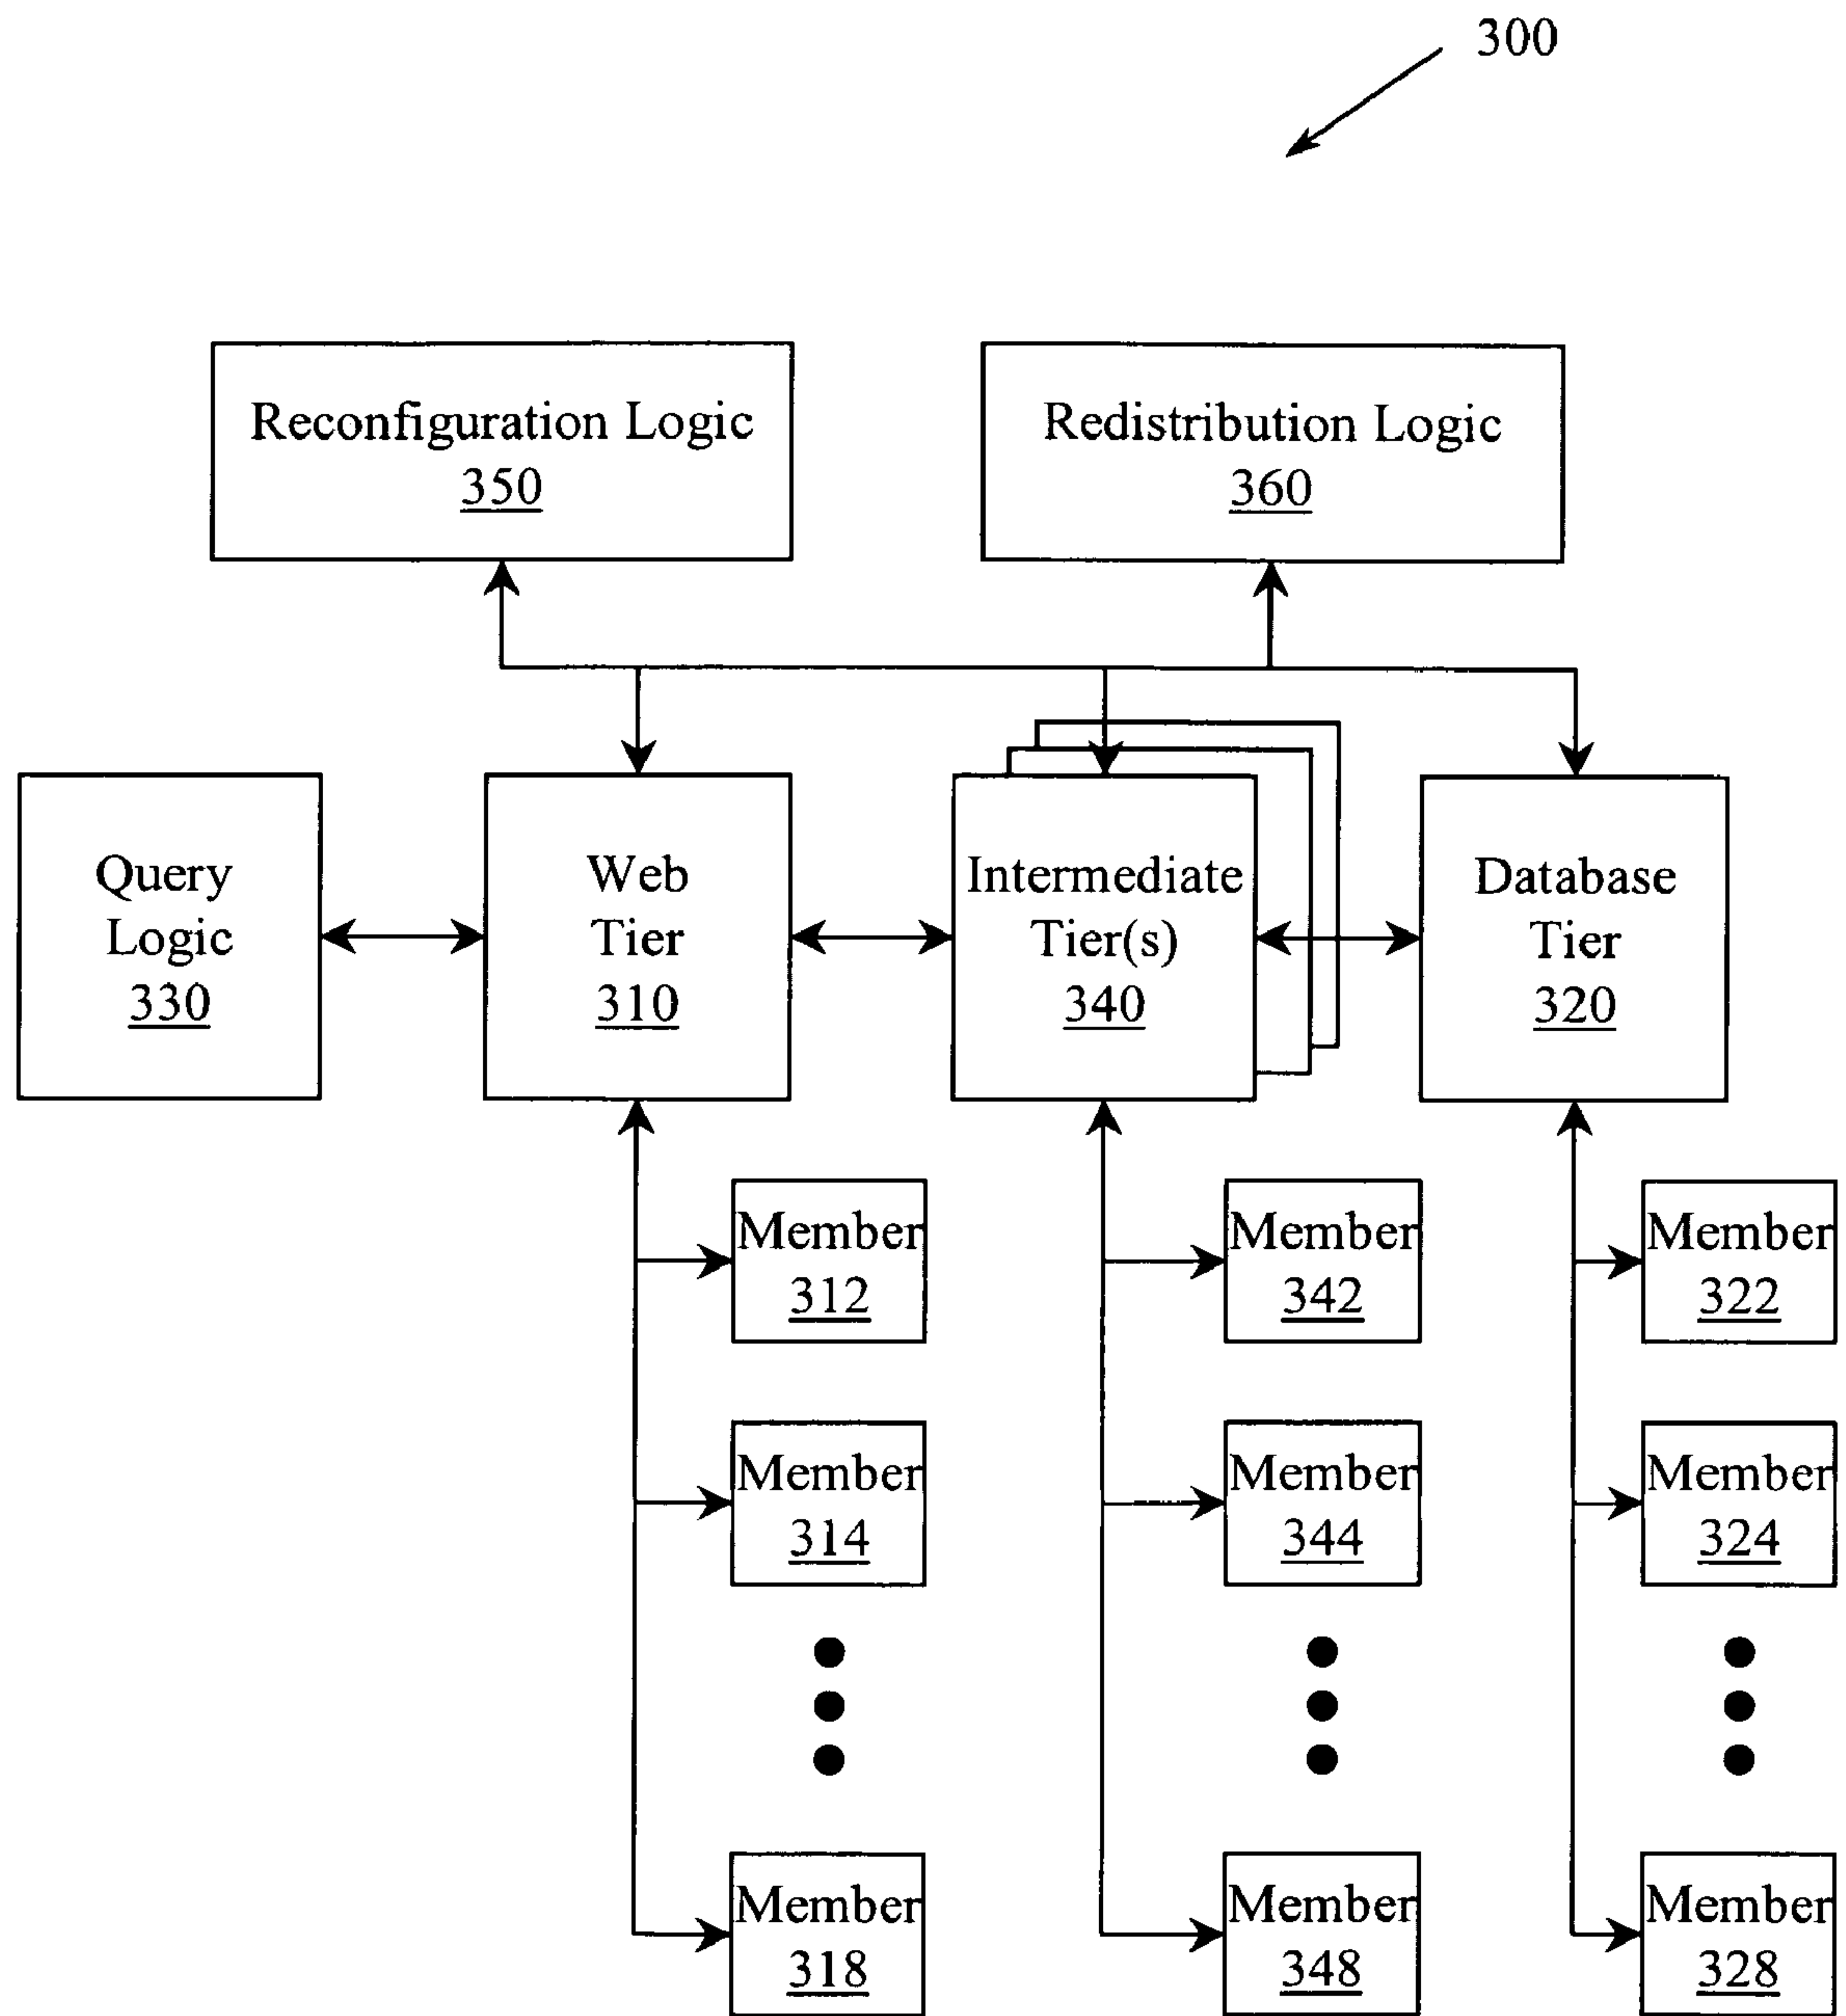 300
Reconfiguration Logic
350
Redistribution Logic
360
Query
Logic
330
Web
Tier
310
Intermediate
Tier(s)
340
Database
Tier
320
Member
312
Member
342
Member
322
Member
314
Member
344
Member
324
Member
318
Member
348
Member
328